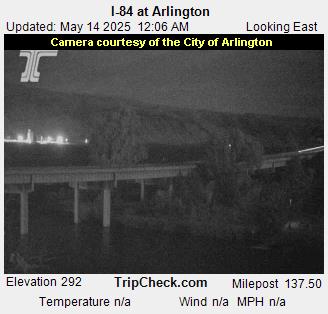 I-84 at Arlington
Updated: May 14 2025 12:06 AM Looking East
Camera courtesy of the City of Arlington
Elevation 292 TripCheck.com Milepost 137.50
Temperature n/a Wind n/a MPH n/a